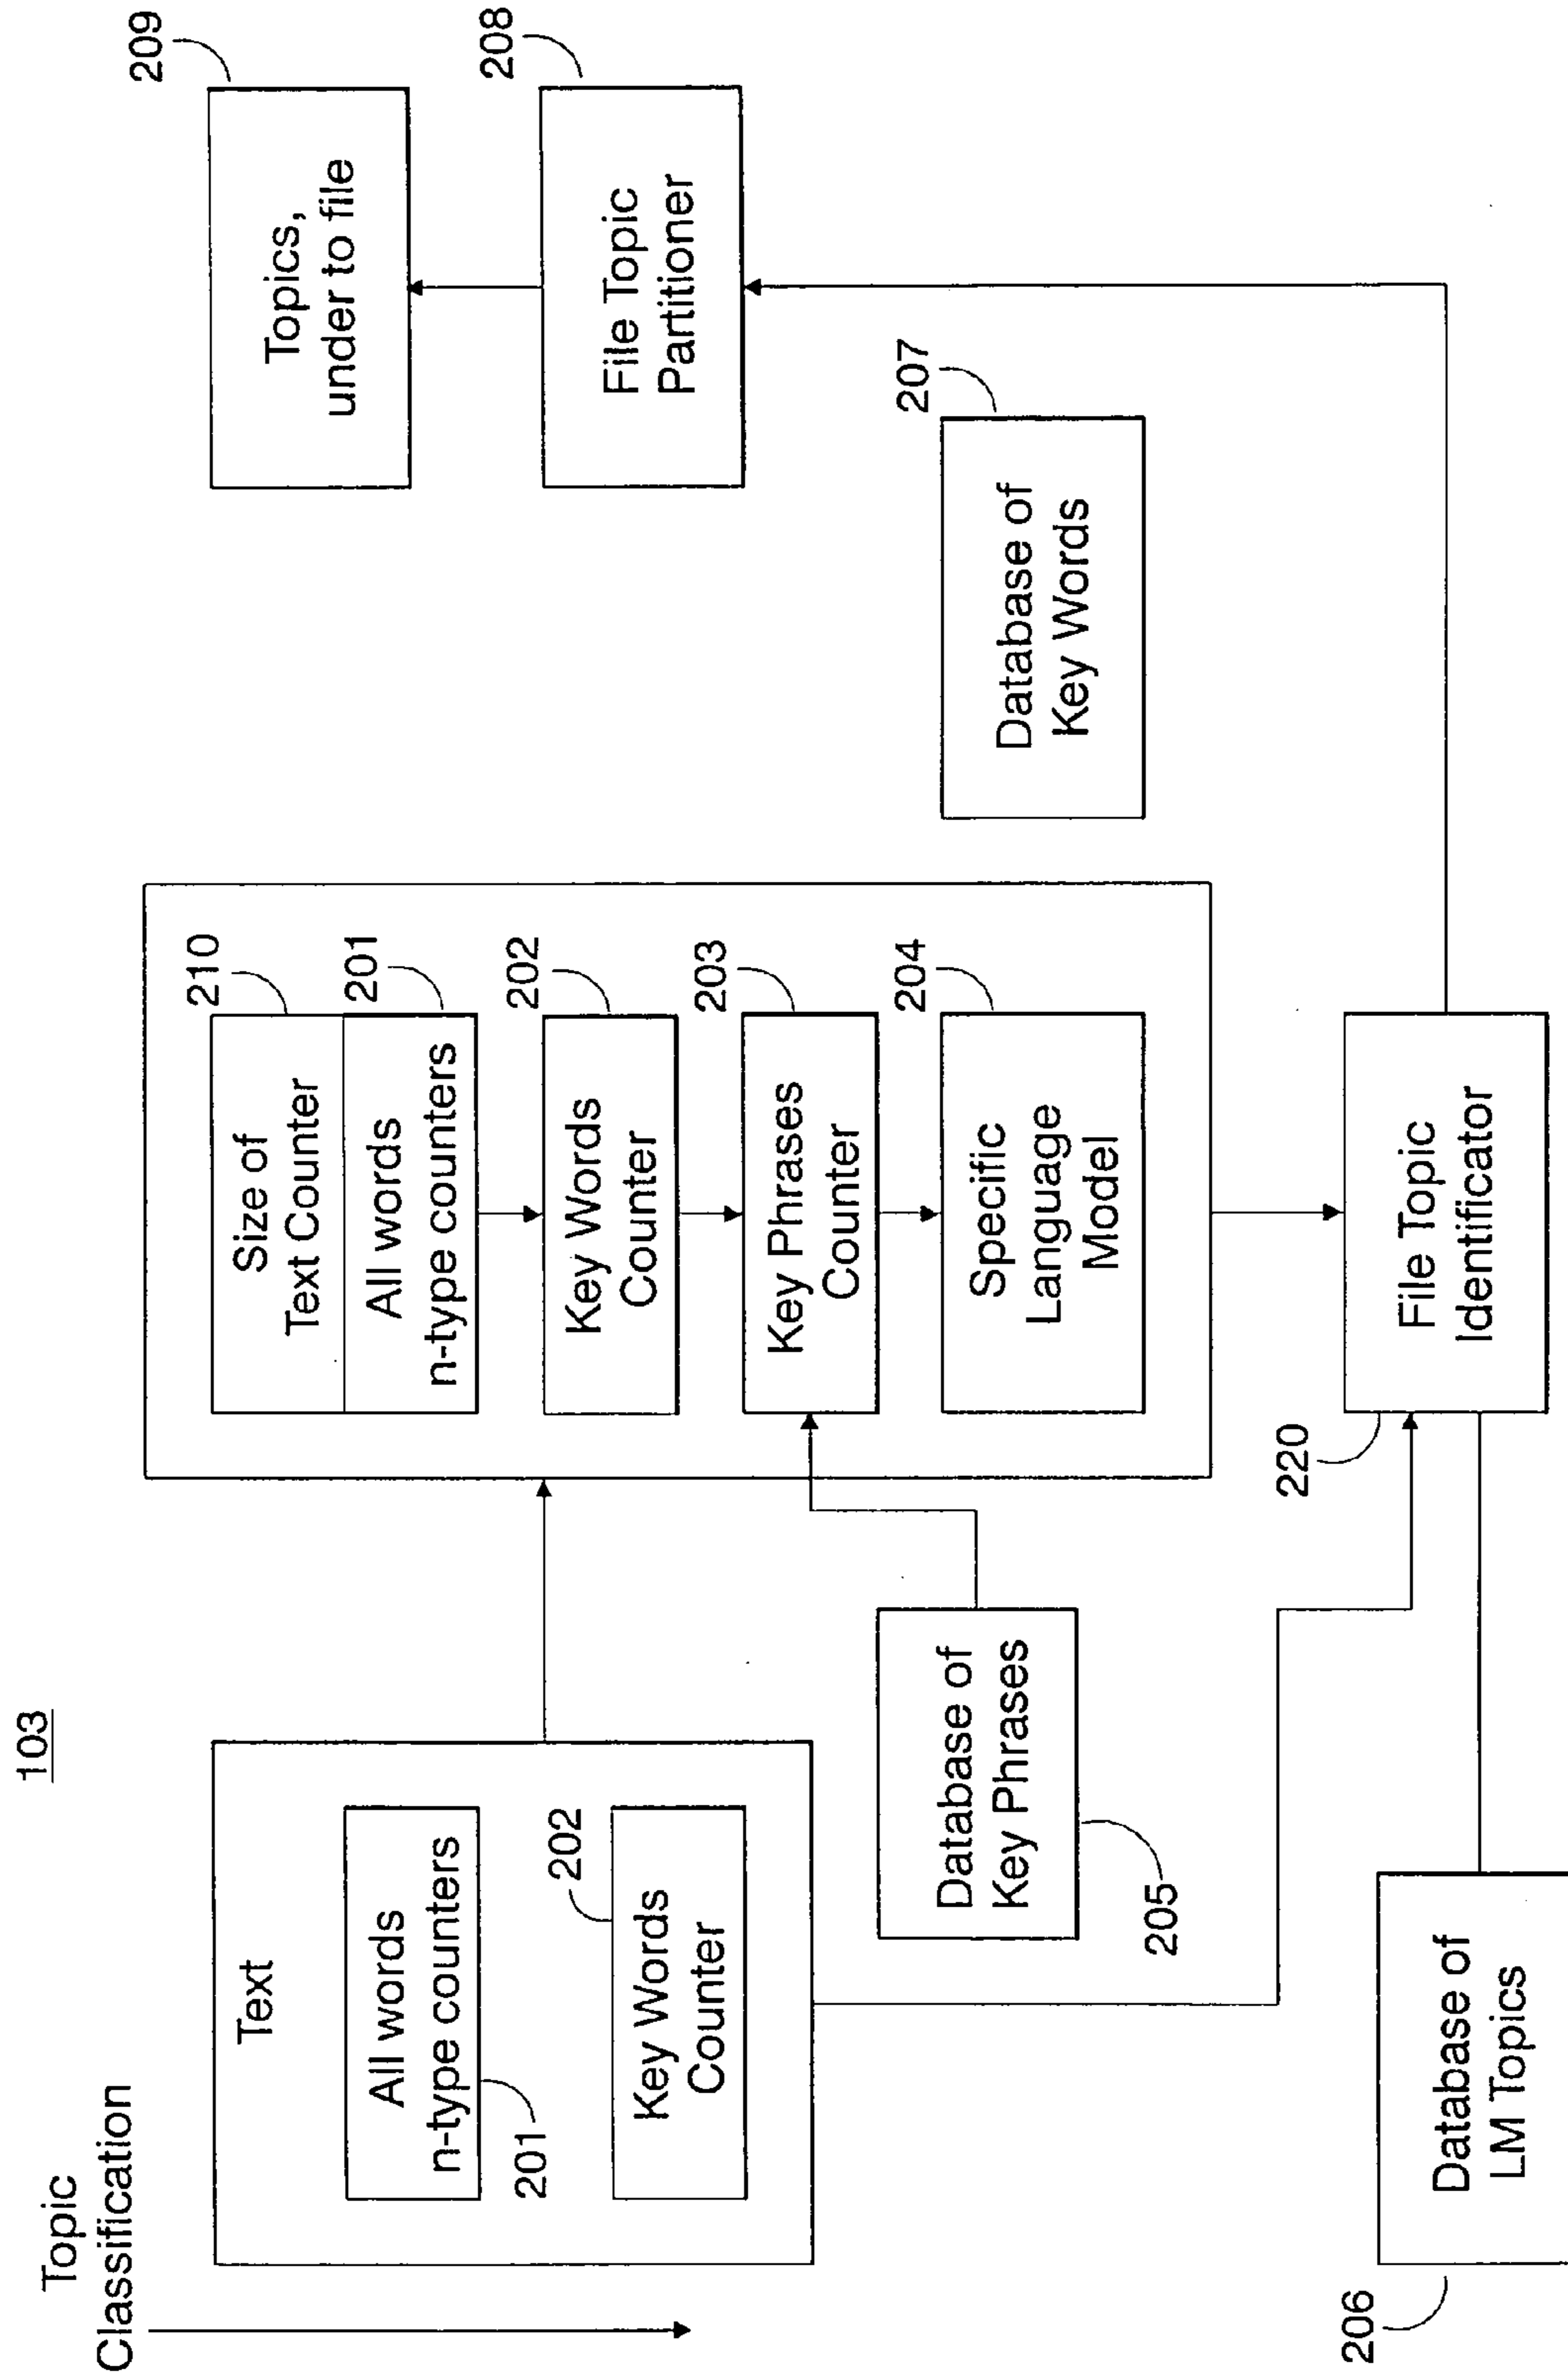 103
Topic
Classification
Text
All words
n-type counters
201
Key Words
Counter
202
Database of
Key Phrases
205
Database of
LM Topics
206
210
Size of
Text Counter
201
All words
n-type counters
202
Key Words
Counter
203
Key Phrases
Counter
204
Specific
Language
Model
220
File Topic
Identificator
207
Database of
Key Words
208
File Topic
Partitioner
209
Topics,
under to file